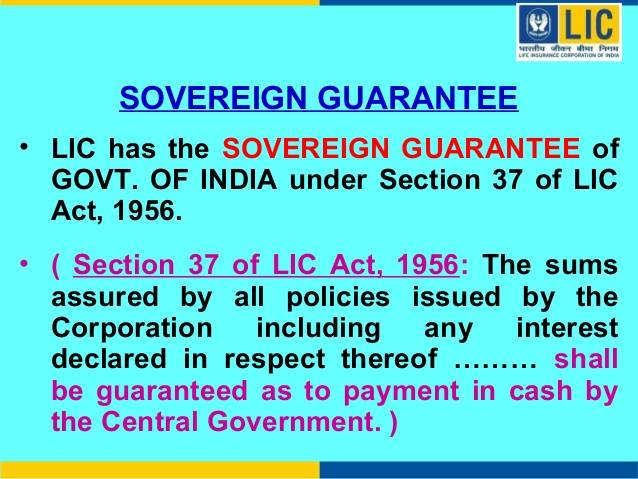 LIC
भारतीय जीवन बीमा निगम
LIFE INSURANCE CORPORATION OF INDIA
SOVEREIGN GUARANTEE
• LIC has the SOVEREIGN GUARANTEE of
GOVT. OF INDIA under Section 37 of LIC
Act, 1956.
• ( Section 37 of LIC Act, 1956: The sums
assured by all policies issued by the
Corporation including any interest
declared in respect thereof ……… shall
be guaranteed as to payment in cash by
the Central Government. )